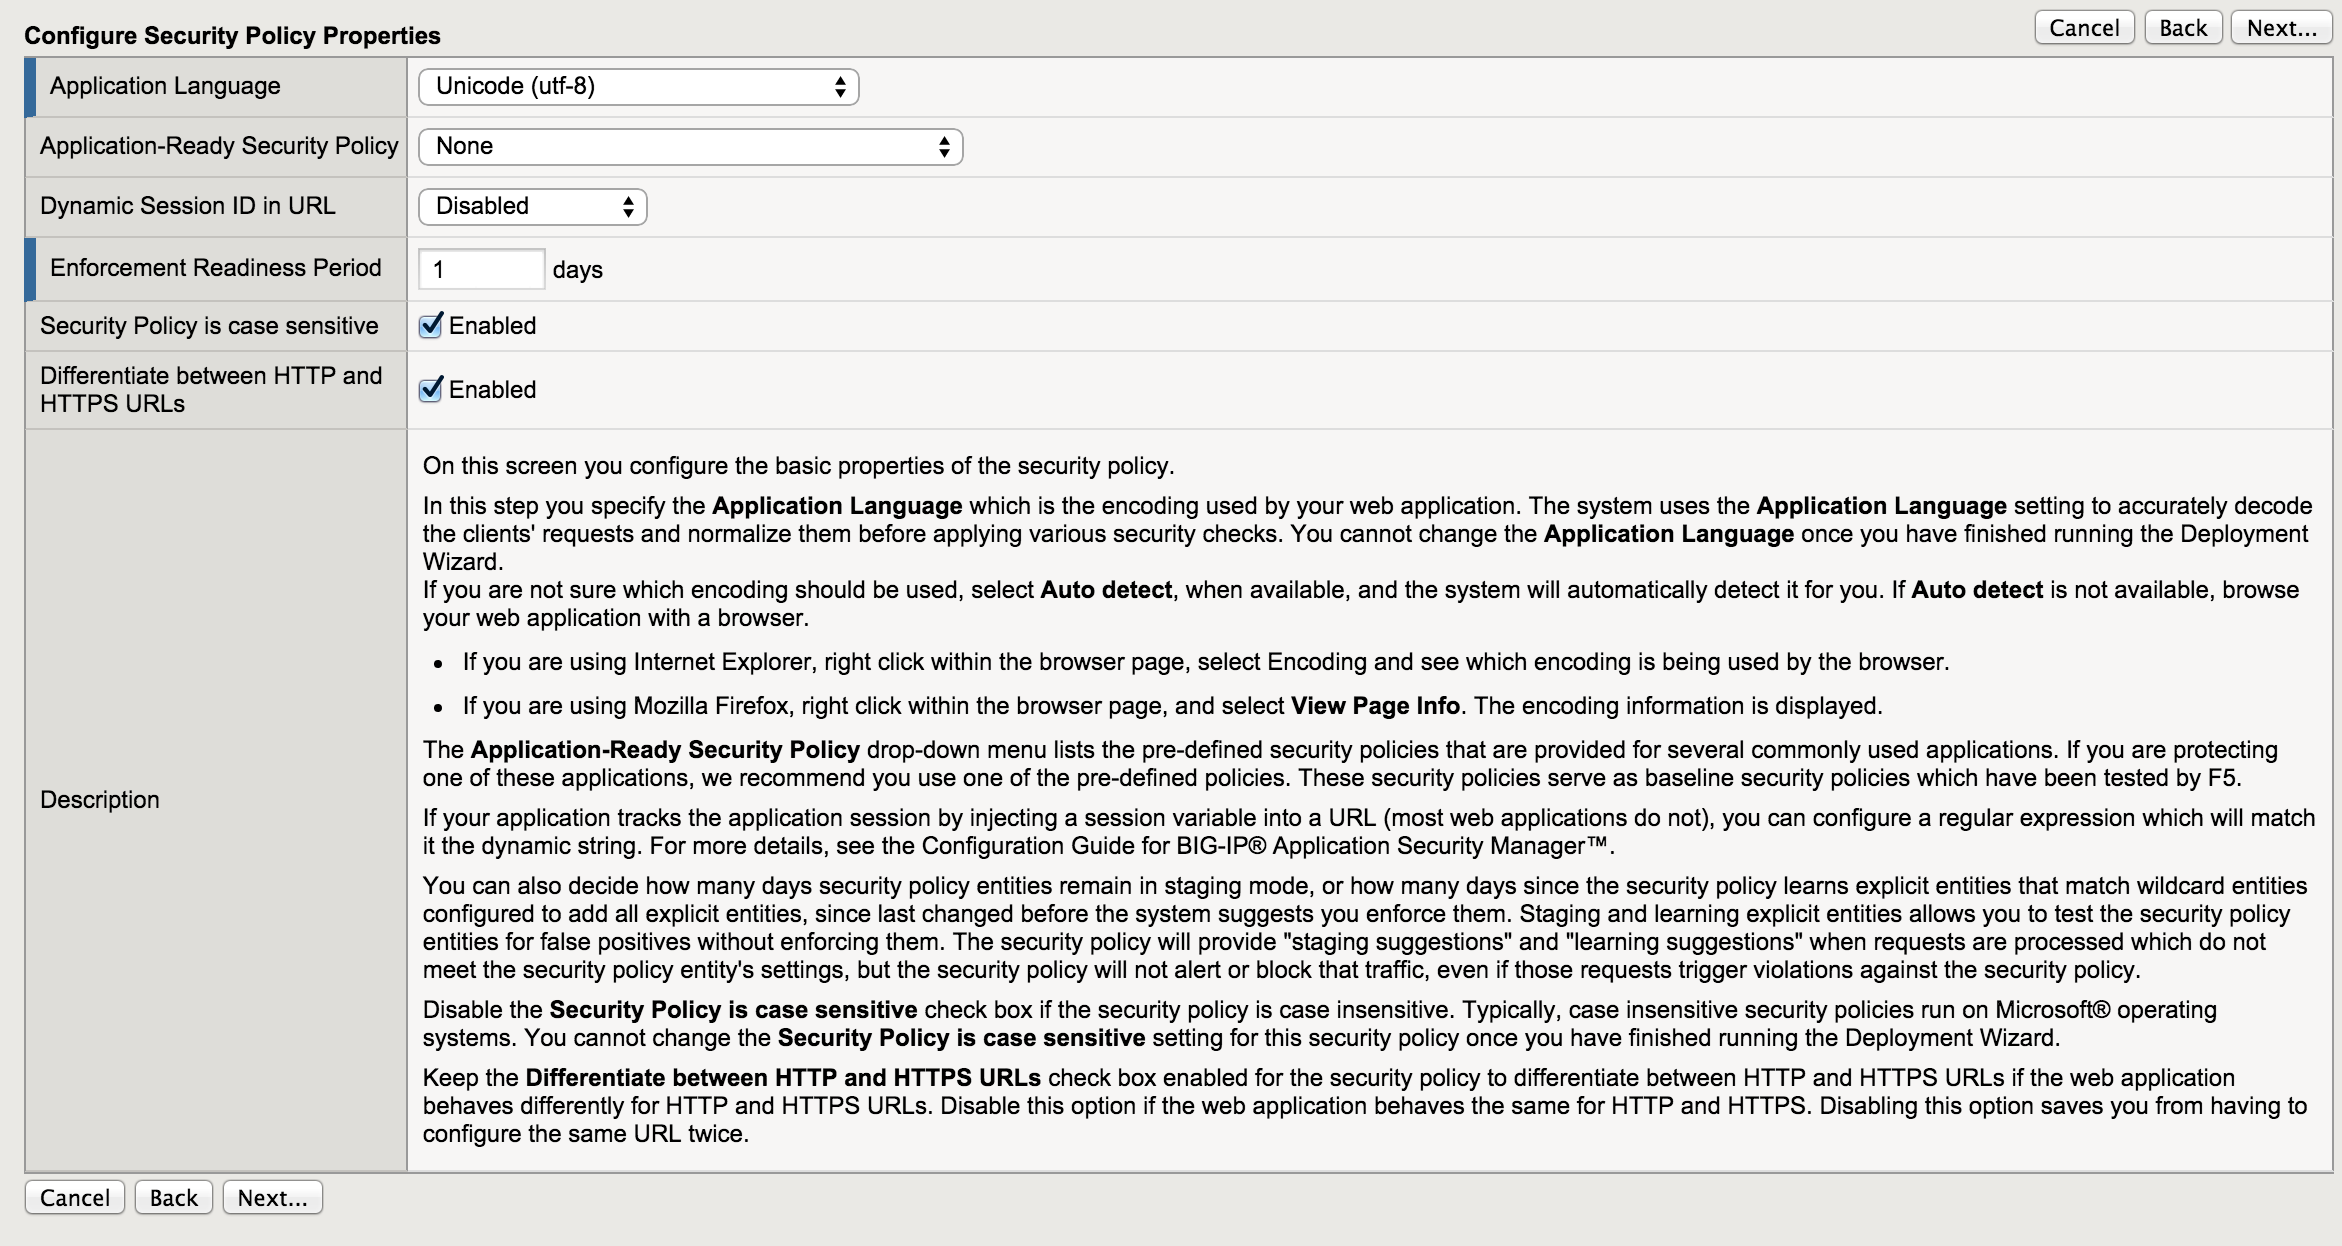 Configure Security Policy Properties
Cancel Back Next...
Application Language
Unicode (utf-8)
Application-Ready Security Policy
None
Dynamic Session ID in URL
Disabled
Enforcement Readiness Period
1 days
Security Policy is case sensitive
Enabled
Differentiate between HTTP and
HTTPS URLs
Enabled
Description
On this screen you configure the basic properties of the security policy.
In this step you specify the Application Language which is the encoding used by your web application. The system uses the Application Language setting to accurately decode
the clients' requests and normalize them before applying various security checks. You cannot change the Application Language once you have finished running the Deployment
Wizard.
If you are not sure which encoding should be used, select Auto detect, when available, and the system will automatically detect it for you. If Auto detect is not available, browse
your web application with a browser.
• If you are using Internet Explorer, right click within the browser page, select Encoding and see which encoding is being used by the browser.
• If you are using Mozilla Firefox, right click within the browser page, and select View Page Info. The encoding information is displayed.
The Application-Ready Security Policy drop-down menu lists the pre-defined security policies that are provided for several commonly used applications. If you are protecting
one of these applications, we recommend you use one of the pre-defined policies. These security policies serve as baseline security policies which have been tested by F5.
If your application tracks the application session by injecting a session variable into a URL (most web applications do not), you can configure a regular expression which will match
it the dynamic string. For more details, see the Configuration Guide for BIG-IP® Application Security Manager™.
You can also decide how many days security policy entities remain in staging mode, or how many days since the security policy learns explicit entities that match wildcard entities
configured to add all explicit entities, since last changed before the system suggests you enforce them. Staging and learning explicit entities allows you to test the security policy
entities for false positives without enforcing them. The security policy will provide "staging suggestions" and "learning suggestions" when requests are processed which do not
meet the security policy entity's settings, but the security policy will not alert or block that traffic, even if those requests trigger violations against the security policy.
Disable the Security Policy is case sensitive check box if the security policy is case insensitive. Typically, case insensitive security policies run on Microsoft® operating
systems. You cannot change the Security Policy is case sensitive setting for this security policy once you have finished running the Deployment Wizard.
Keep the Differentiate between HTTP and HTTPS URLs check box enabled for the security policy to differentiate between HTTP and HTTPS URLs if the web application
behaves differently for HTTP and HTTPS URLs. Disable this option if the web application behaves the same for HTTP and HTTPS. Disabling this option saves you from having to
configure the same URL twice.
Cancel Back Next...